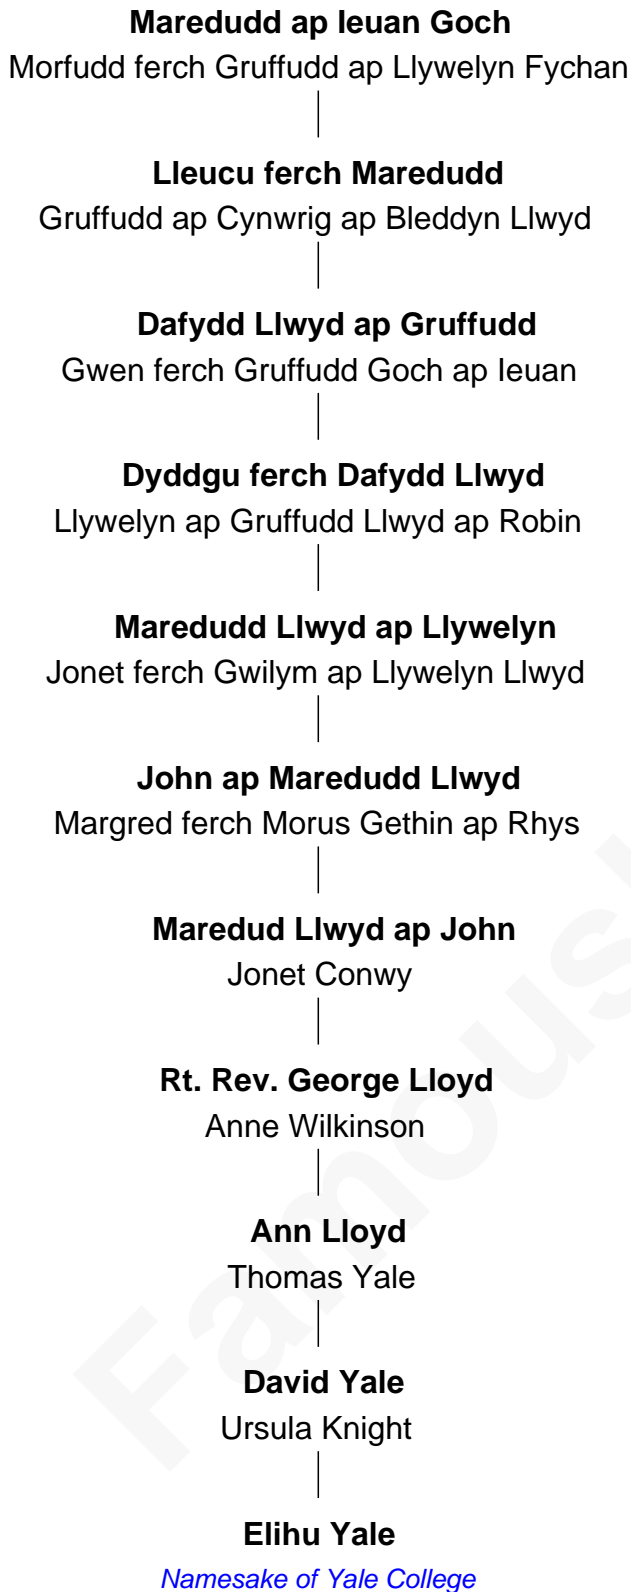 Maredudd ap Ieuan Goch
Morfudd ferch Gruffudd ap Llywelyn Fychan
Lleucu ferch Maredudd
Gruffudd ap Cynwrig ap Bleddyn Llwyd
Dafydd Llwyd ap Gruffudd
Gwen ferch Gruffudd Goch ap Ieuan
Dyddgu ferch Dafydd Llwyd
Llywelyn ap Gruffudd Llwyd ap Robin
Maredudd Llwyd ap Llywelyn
Jonet ferch Gwilym ap Llywelyn Llwyd
John ap Maredudd Llwyd
Margred ferch Morus Gethin ap Rhys
Maredud Llwyd ap John
Jonet Conwy
Rt. Rev. George Lloyd
Anne Wilkinson
Ann Lloyd
Thomas Yale
David Yale
Ursula Knight
Elihu Yale
Namesake of Yale College
Famous